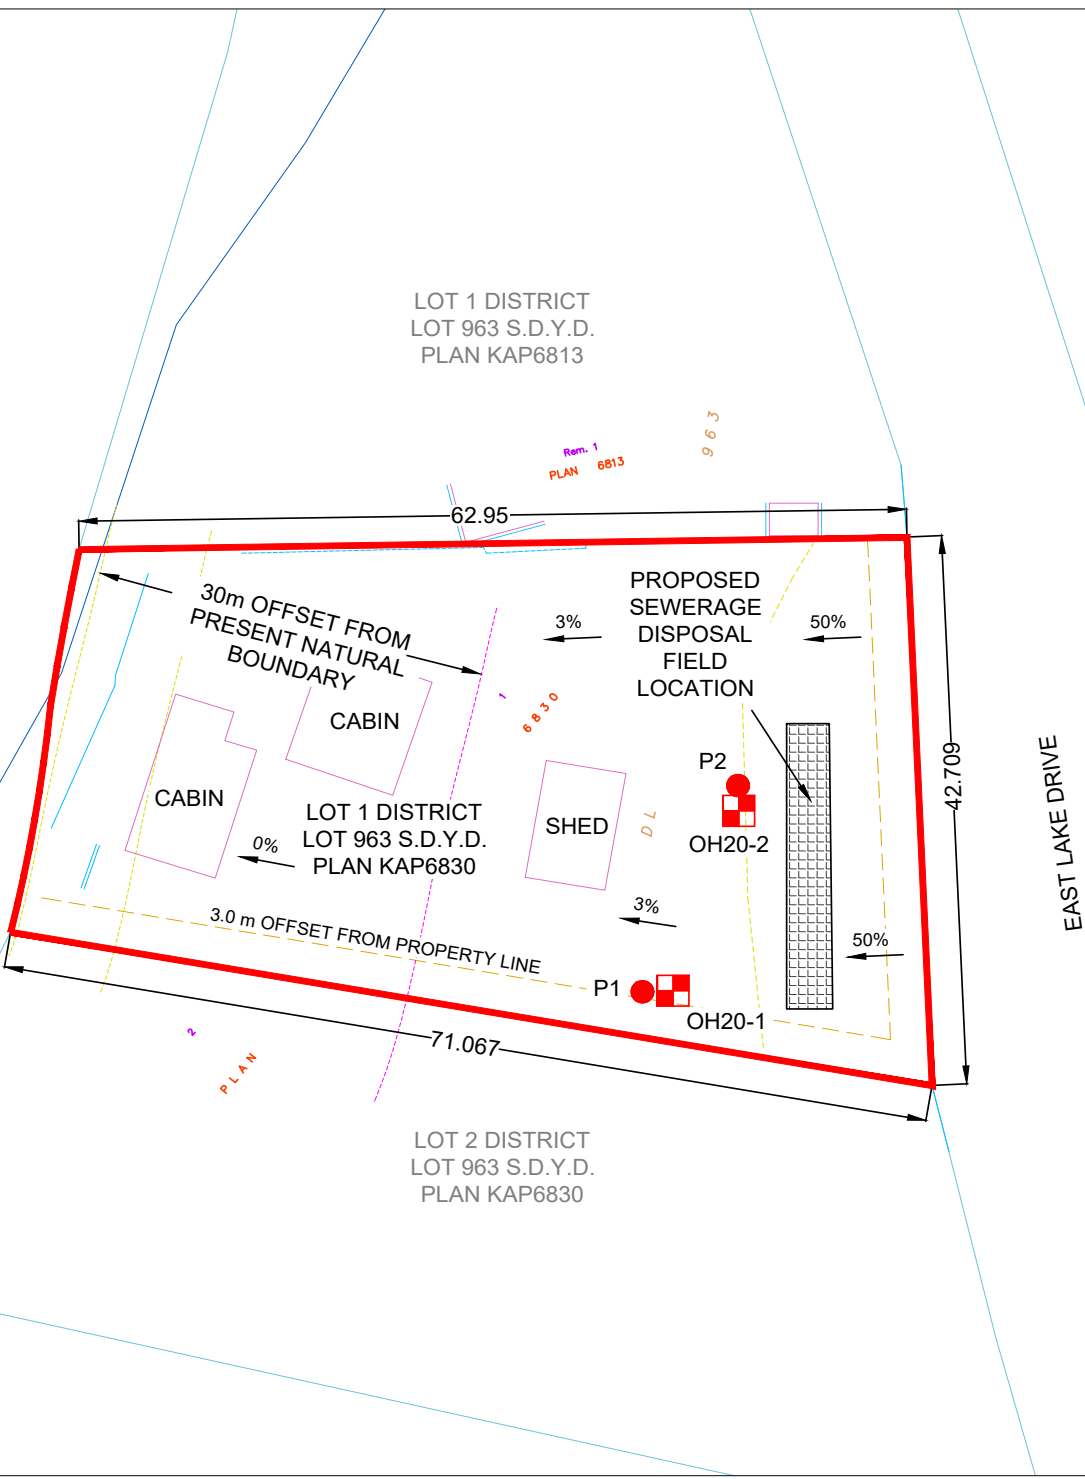 LOT 1 DISTRICT
LOT 963 S.D.Y.D.
PLAN KAP6813
963
Rem. 1
PLAN 6813
62.95
30m OFFSET FROM
PRESENT NATURAL
BOUNDARY
3%
PROPOSED
SEWERAGE
DISPOSAL
FIELD
LOCATION
50%
1
6830
CABIN
CABIN
P2
42.709
EAST LAKE DRIVE
LOT 1 DISTRICT
LOT 963 S.D.Y.D.
PLAN KAP6830
SHED
DL
OH20-2
0%
3%
3.0 m OFFSET FROM PROPERTY LINE
50%
P1
OH20-1
2
PLAN
71.067
LOT 2 DISTRICT
LOT 963 S.D.Y.D.
PLAN KAP6830